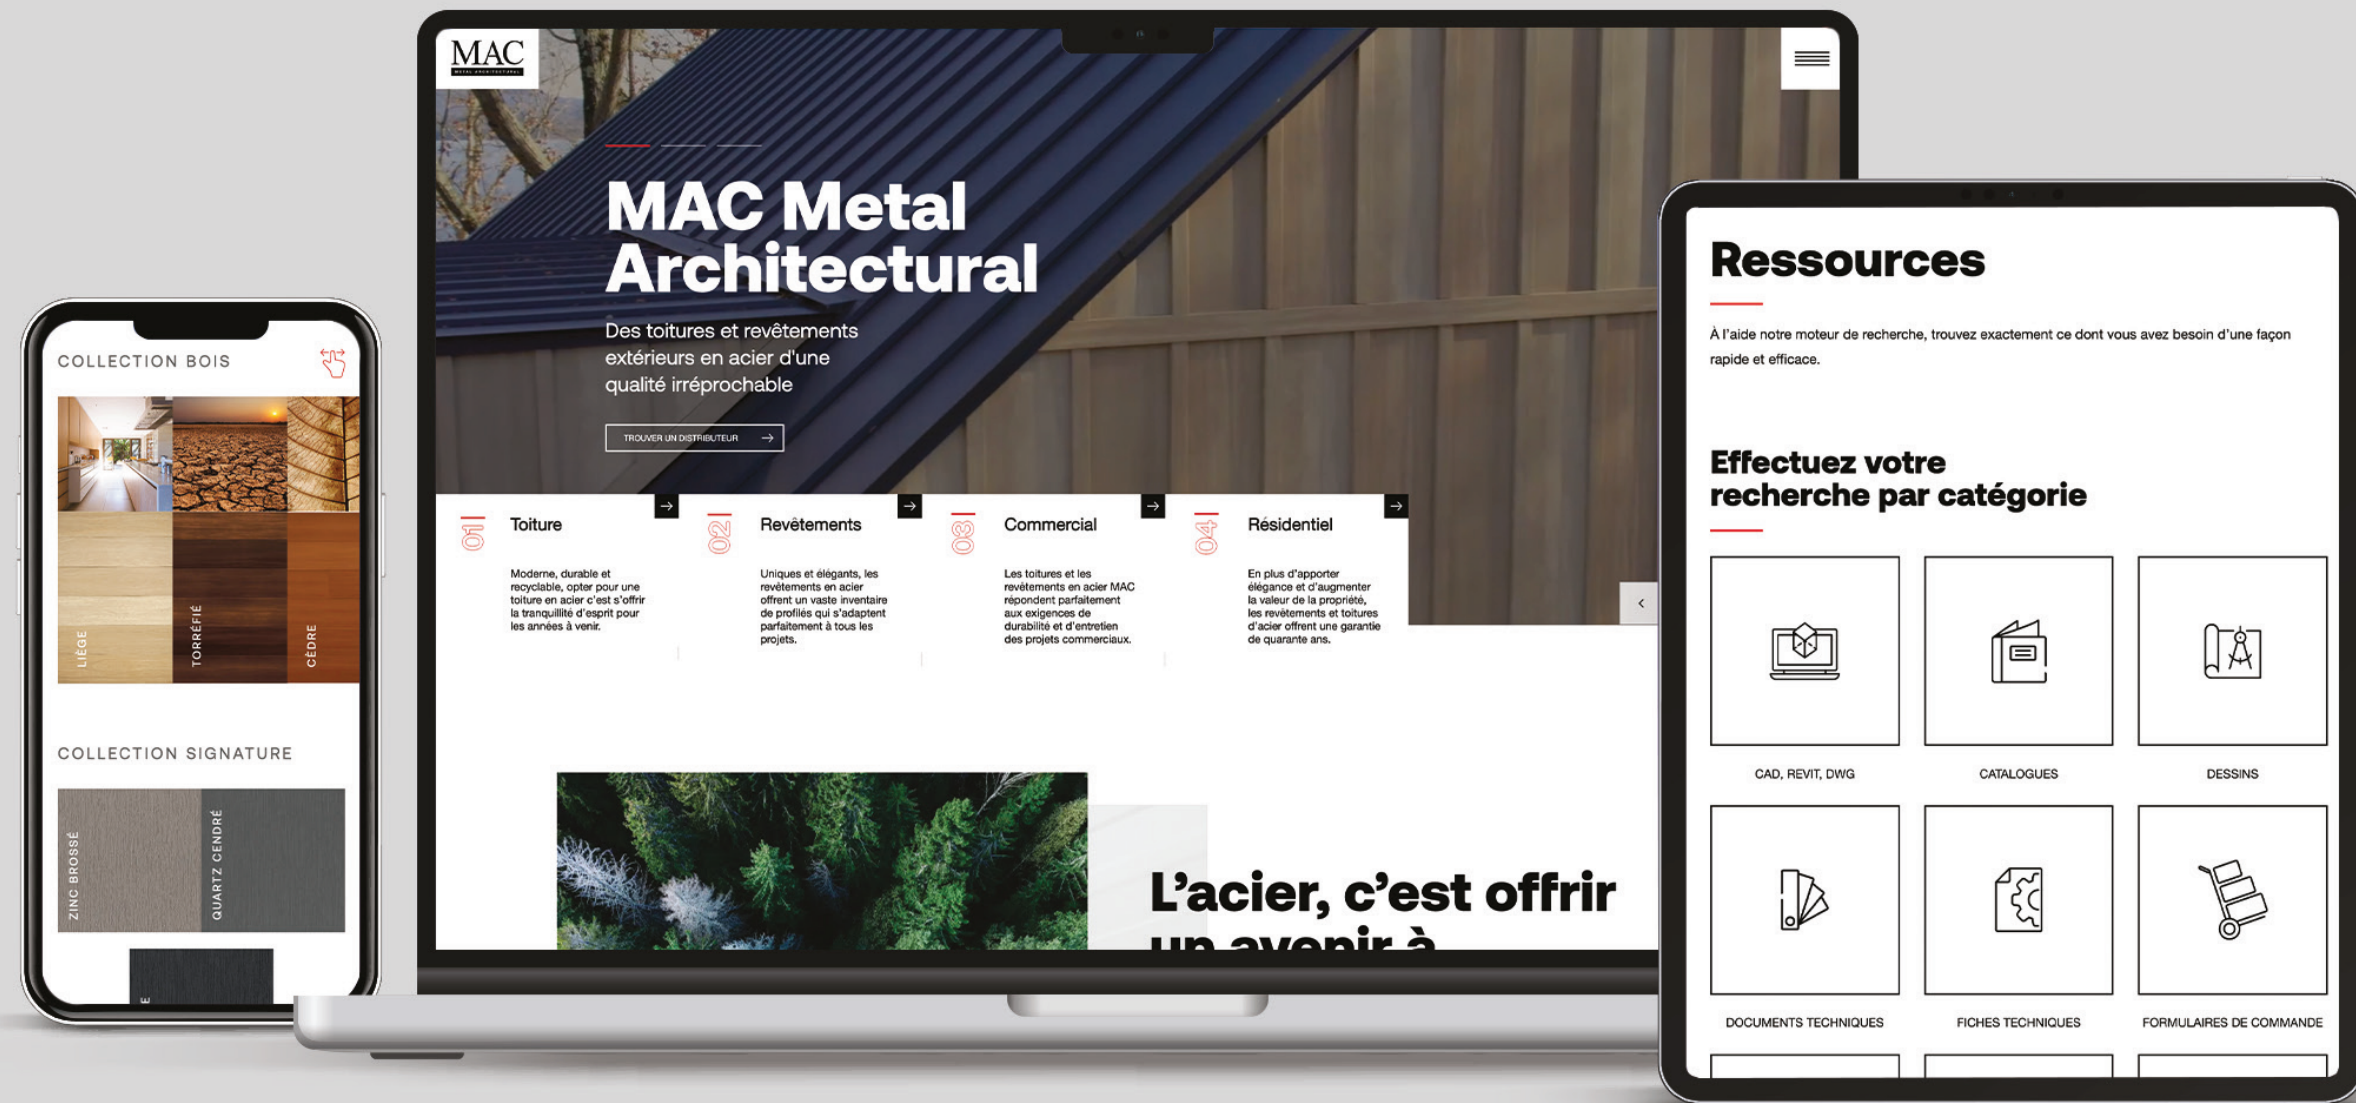 COLLECTION BOIS
LIÈGE
TORRÉFIÉ
CÈDRE
COLLECTION SIGNATURE
ZINC BROSSÉ
QUARTZ CENDRÉ
MAC
METAL ARCHITECTURAL
MAC Metal
Architectural
Des toitures et revêtements
extérieurs en acier d'une
qualité irréprochable
TROUVER UN DISTRIBUTEUR
01
Toiture
Moderne, durable et
recyclable, opter pour une
toiture en acier c'est s'offrir
la tranquillité d'esprit pour
les années à venir.
02
Revêtements
Uniques et élégants, les
revêtements en acier
offrent un vaste inventaire
de profilés qui s'adaptent
parfaitement à tous les
projets.
03
Commercial
Les toitures et les
revêtements en acier MAC
répondent parfaitement
aux exigences de
durabilité et d'entretien
des projets commerciaux.
04
Résidentiel
En plus d'apporter
élégance et d'augmenter
la valeur de la propriété,
les revêtements et toitures
d'acier offrent une garantie
de quarante ans.
L'acier, c'est offrir
un avenir à
Ressources
À l'aide notre moteur de recherche, trouvez exactement ce dont vous avez besoin d'une façon
rapide et efficace.
Effectuez votre
recherche par catégorie
CAD, REVIT, DWG
CATALOGUES
DESSINS
DOCUMENTS TECHNIQUES
FICHES TECHNIQUES
FORMULAIRES DE COMMANDE